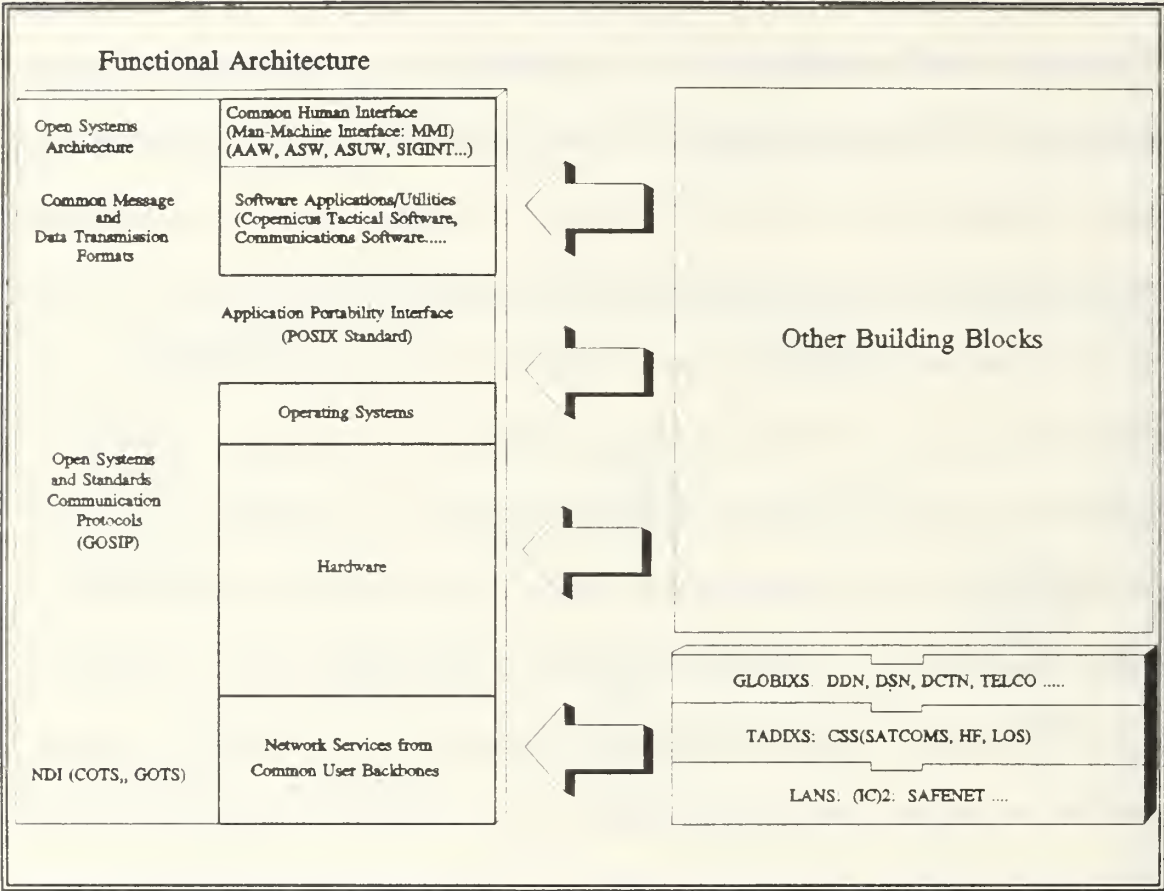 Functional Architecture
Open Systems
Architecture
Common Message
and
Data Transmission
Formats
Open Systems
and Standards
Communication
Protocols
(GOSIP)
NDI (COTS,, GOTS)
Common Human Interface
(Man-Machine Interface: MMI)
(AAW, ASW, ASUW, SIGINT...)
Software Applications/Utilities
(Copernicus Tactical Software,
Communications Software.....
Application Portability Interface
(POSIX Standard)
Operating Systems
Hardware
Network Services from
Common User Backbones
Other Building Blocks
GLOBIXS. DDN, DSN, DCTN, TELCO .....
TADIXS: CSS(SATCOMS, HF, LOS)
LANS: (IC)2: SAFENET ....